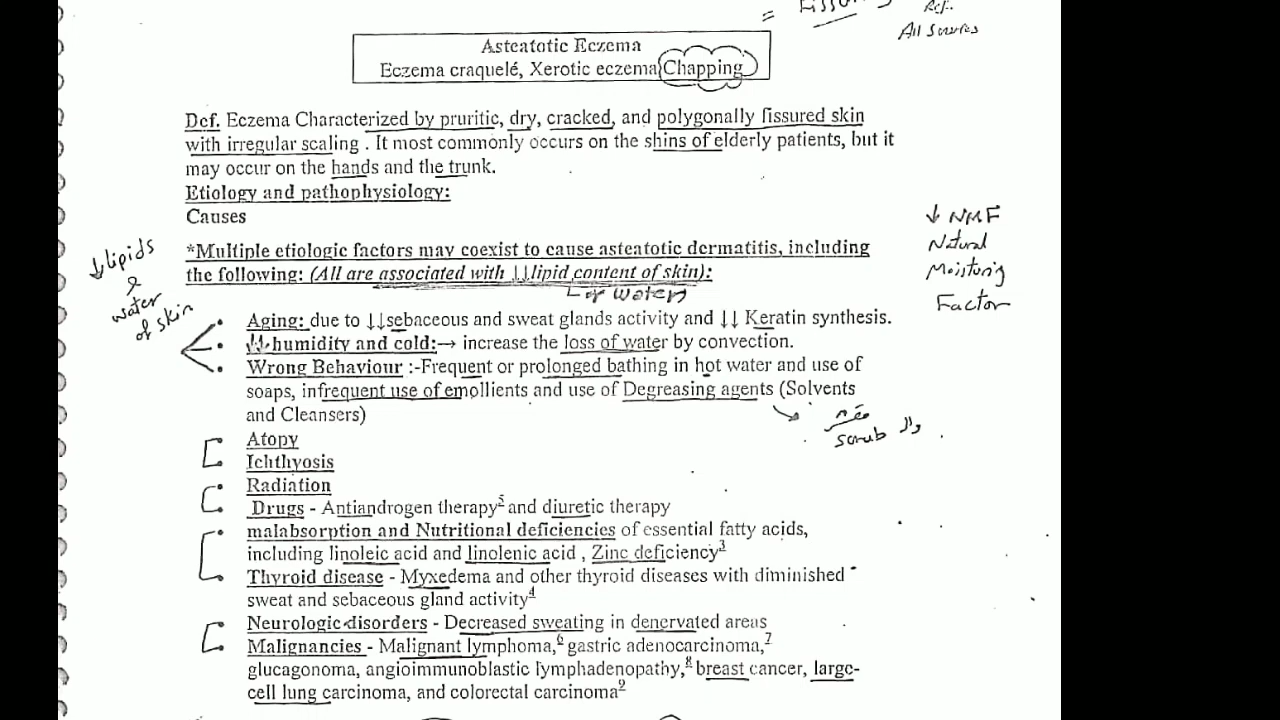 = Fissu
Ref.
All Sources
Asteatotic Eczema
Eczema craquelé, Xerotic eczema (Chapping)
Def. Eczema Characterized by pruritic, dry, cracked, and polygonally fissured skin
with irregular scaling . It most commonly occurs on the shins of elderly patients, but it
may occur on the hands and the trunk.
Etiology and pathophysiology:
Causes
↓ NMF
Natural
Moisturing
Factor
↓ lipids
&
water
of skin
*Multiple etiologic factors may coexist to cause asteatotic dermatitis, including
the following: (All are associated with ↓↓lipid content of skin):
or water
• Aging: due to ↓↓sebaceous and sweat glands activity and ↓↓ Keratin synthesis.
• ↓↓humidity and cold:→ increase the loss of water by convection.
• Wrong Behaviour :-Frequent or prolonged bathing in hot water and use of
soaps, infrequent use of emollients and use of Degreasing agents (Solvents
and Cleansers)
scrub وال
Atopy
Ichthyosis
Radiation
Drugs - Antiandrogen therapy5 and diuretic therapy
malabsorption and Nutritional deficiencies of essential fatty acids,
including linoleic acid and linolenic acid , Zinc deficiency3
Thyroid disease - Myxedema and other thyroid diseases with diminished
sweat and sebaceous gland activity4
Neurologic disorders - Decreased sweating in denervated areas
Malignancies - Malignant lymphoma,6 gastric adenocarcinoma,7
glucagonoma, angioimmunoblastic lymphadenopathy,8 breast cancer, large-
cell lung carcinoma, and colorectal carcinoma9